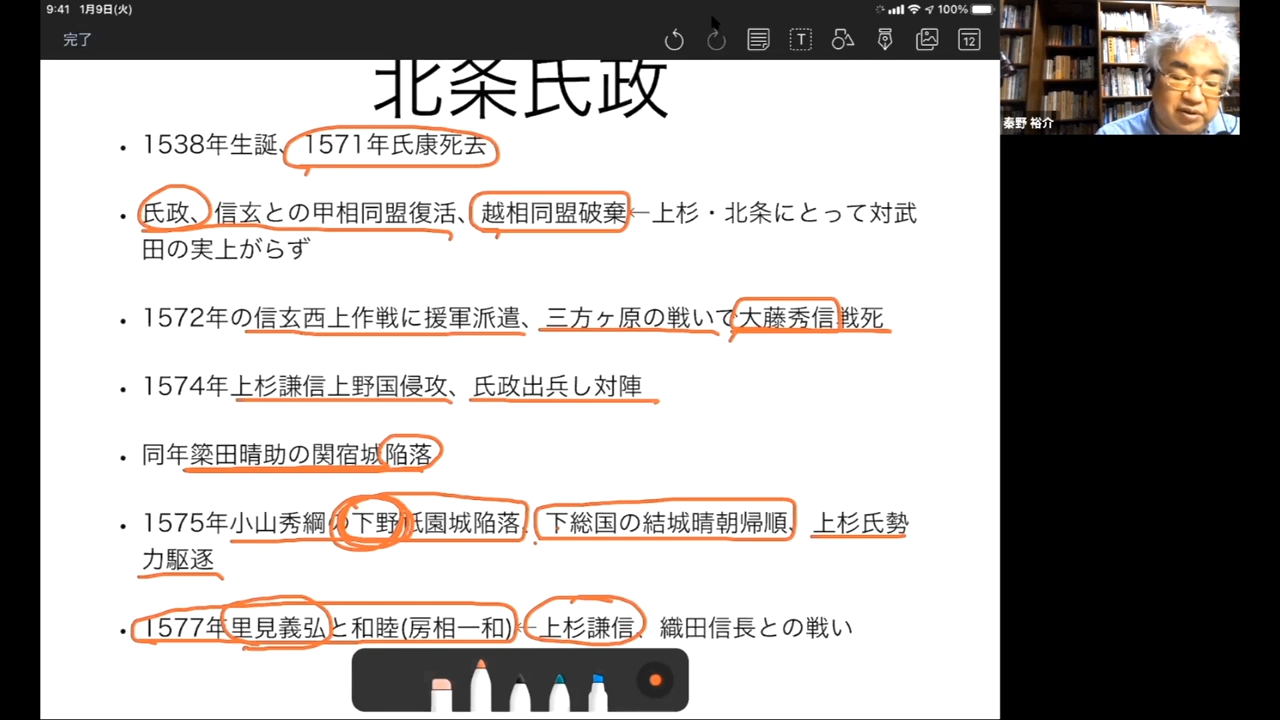 9:41 1月9日(火)
100%
完了
12
北条氏政
秦野 裕介
・1538年生誕、1571年氏康死去
・氏政、信玄との甲相同盟復活、越相同盟破棄←上杉・北条にとって対武
田の実上がらず
・1572年の信玄西上作戦に援軍派遣、三方ヶ原の戦いで大藤秀信戦死
・1574年上杉謙信上野国侵攻、氏政出兵し対陣
・同年簗田晴助の関宿城陥落
・1575年小山秀綱の下野祇園城陥落、下総国の結城晴朝帰順、上杉氏勢
力駆逐
・1577年里見義弘と和睦(房相一和)←上杉謙信、織田信長との戦い